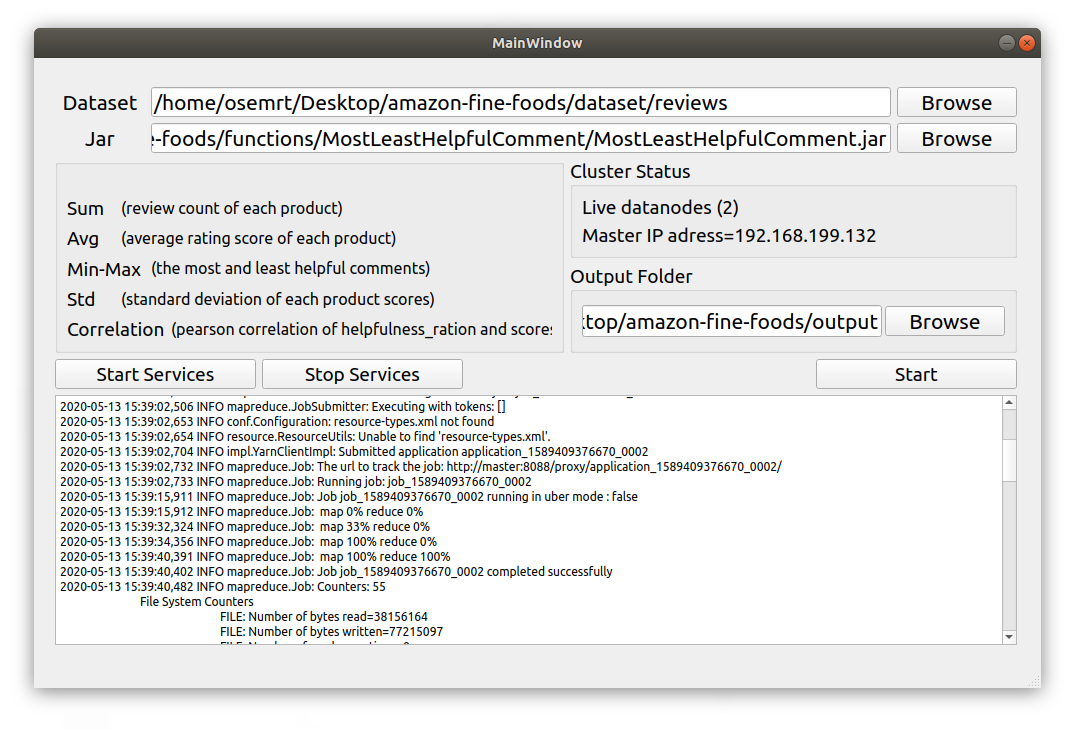 MainWindow
Dataset /home/osemrt/Desktop/amazon-fine-foods/dataset/reviews Browse
Jar e-foods/functions/MostLeastHelpfulComment/MostLeastHelpfulComment.jar Browse
Sum (review count of each product)
Avg (average rating score of each product)
Min-Max (the most and least helpful comments)
Std (standard deviation of each product scores)
Correlation (pearson correlation of helpfulness_ration and scores
Cluster Status
Live datanodes (2)
Master IP adress=192.168.199.132
Output Folder
top/amazon-fine-foods/output Browse
Start Services Stop Services Start
2020-05-13 15:39:02,506 INFO mapreduce.JobSubmitter: Executing with tokens: []
2020-05-13 15:39:02,653 INFO conf.Configuration: resource-types.xml not found
2020-05-13 15:39:02,654 INFO resource.ResourceUtils: Unable to find 'resource-types.xml'.
2020-05-13 15:39:02,704 INFO impl.YarnClientImpl: Submitted application application_1589409376670_0002
2020-05-13 15:39:02,732 INFO mapreduce.Job: The url to track the job: http://master:8088/proxy/application_1589409376670_0002/
2020-05-13 15:39:02,733 INFO mapreduce.Job: Running job: job_1589409376670_0002
2020-05-13 15:39:15,911 INFO mapreduce.Job: Job job_1589409376670_0002 running in uber mode : false
2020-05-13 15:39:15,912 INFO mapreduce.Job:  map 0% reduce 0%
2020-05-13 15:39:32,324 INFO mapreduce.Job:  map 33% reduce 0%
2020-05-13 15:39:34,356 INFO mapreduce.Job:  map 100% reduce 0%
2020-05-13 15:39:40,391 INFO mapreduce.Job:  map 100% reduce 100%
2020-05-13 15:39:40,402 INFO mapreduce.Job: Job job_1589409376670_0002 completed successfully
2020-05-13 15:39:40,482 INFO mapreduce.Job: Counters: 55
File System Counters
FILE: Number of bytes read=38156164
FILE: Number of bytes written=77215097